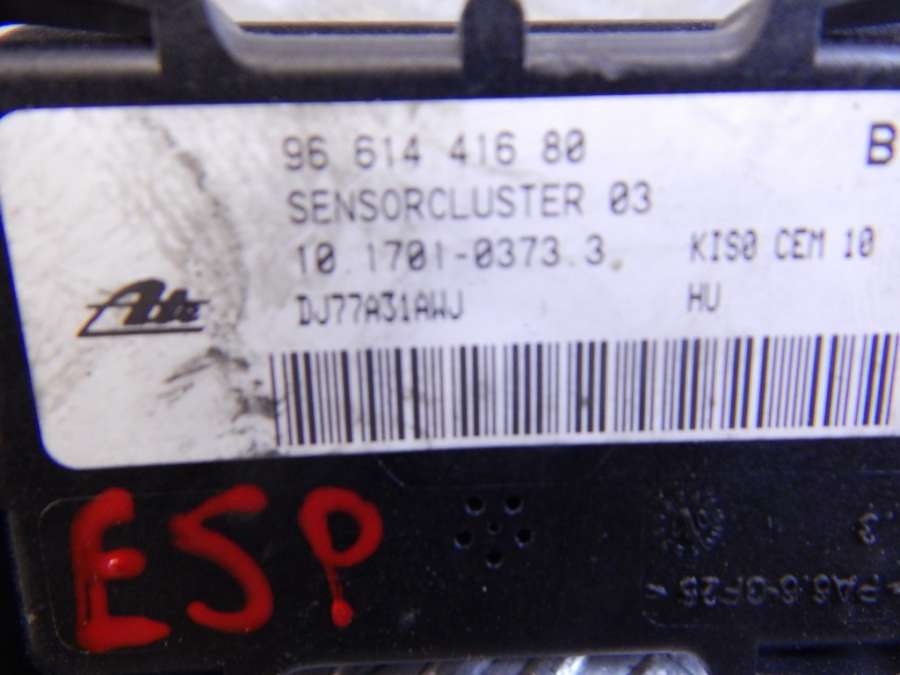 96 614 416 80 B
SENSORCLUSTER 03
10.1701-0373.3. KIS0 CEM 10
Ate DJ77A31AWJ HU
ESP